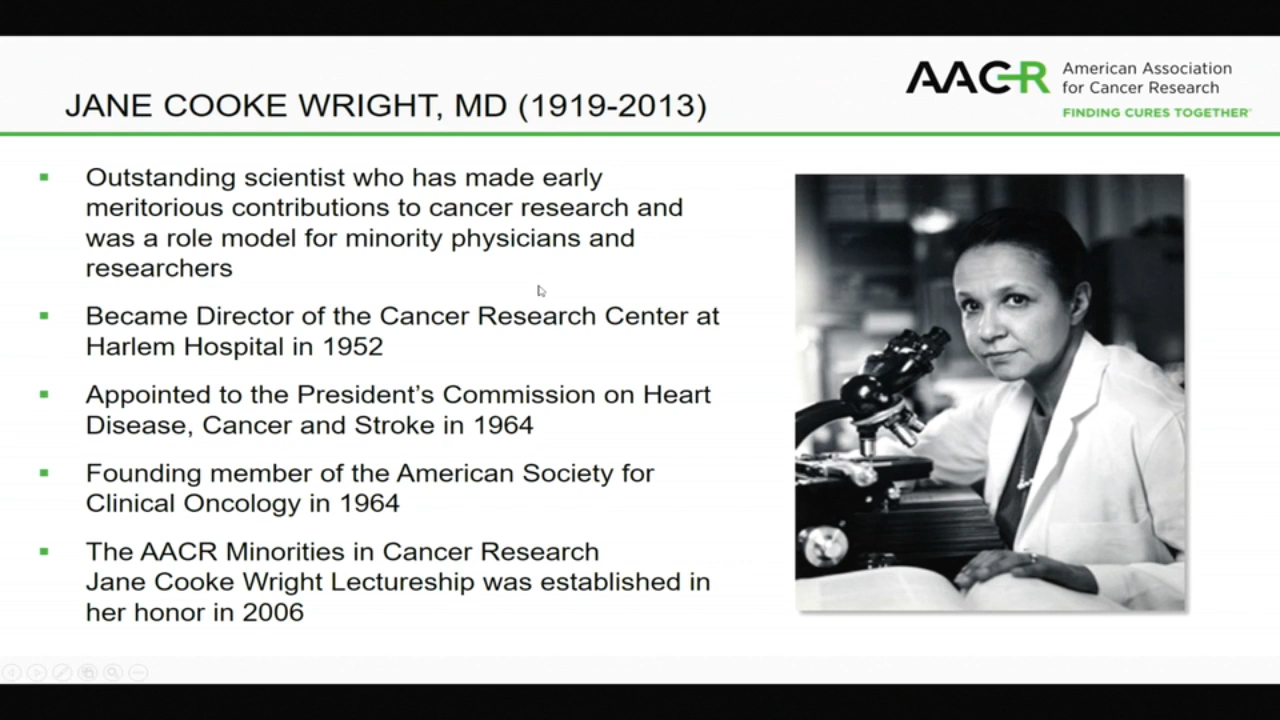 JANE COOKE WRIGHT, MD (1919-2013)
AACR
American Association
for Cancer Research
FINDING CURES TOGETHER®
Outstanding scientist who has made early
meritorious contributions to cancer research and
was a role model for minority physicians and
researchers
Became Director of the Cancer Research Center at
Harlem Hospital in 1952
Appointed to the President’s Commission on Heart
Disease, Cancer and Stroke in 1964
Founding member of the American Society for
Clinical Oncology in 1964
The AACR Minorities in Cancer Research
Jane Cooke Wright Lectureship was established in
her honor in 2006